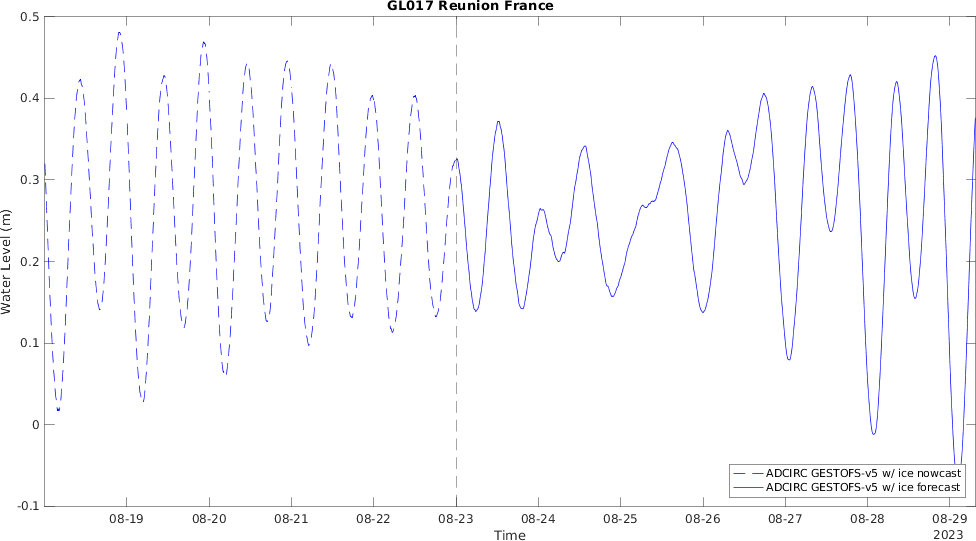 GL017 Reunion France
0.5
0.4
0.3
0.2
0.1
0
-0.1
Water Level (m)
ADCIRC GESTOFS-v5 w/ ice nowcast
ADCIRC GESTOFS-v5 w/ ice forecast
08-19 08-20 08-21 08-22 08-23 08-24 08-25 08-26 08-27 08-28 08-29
2023
Time